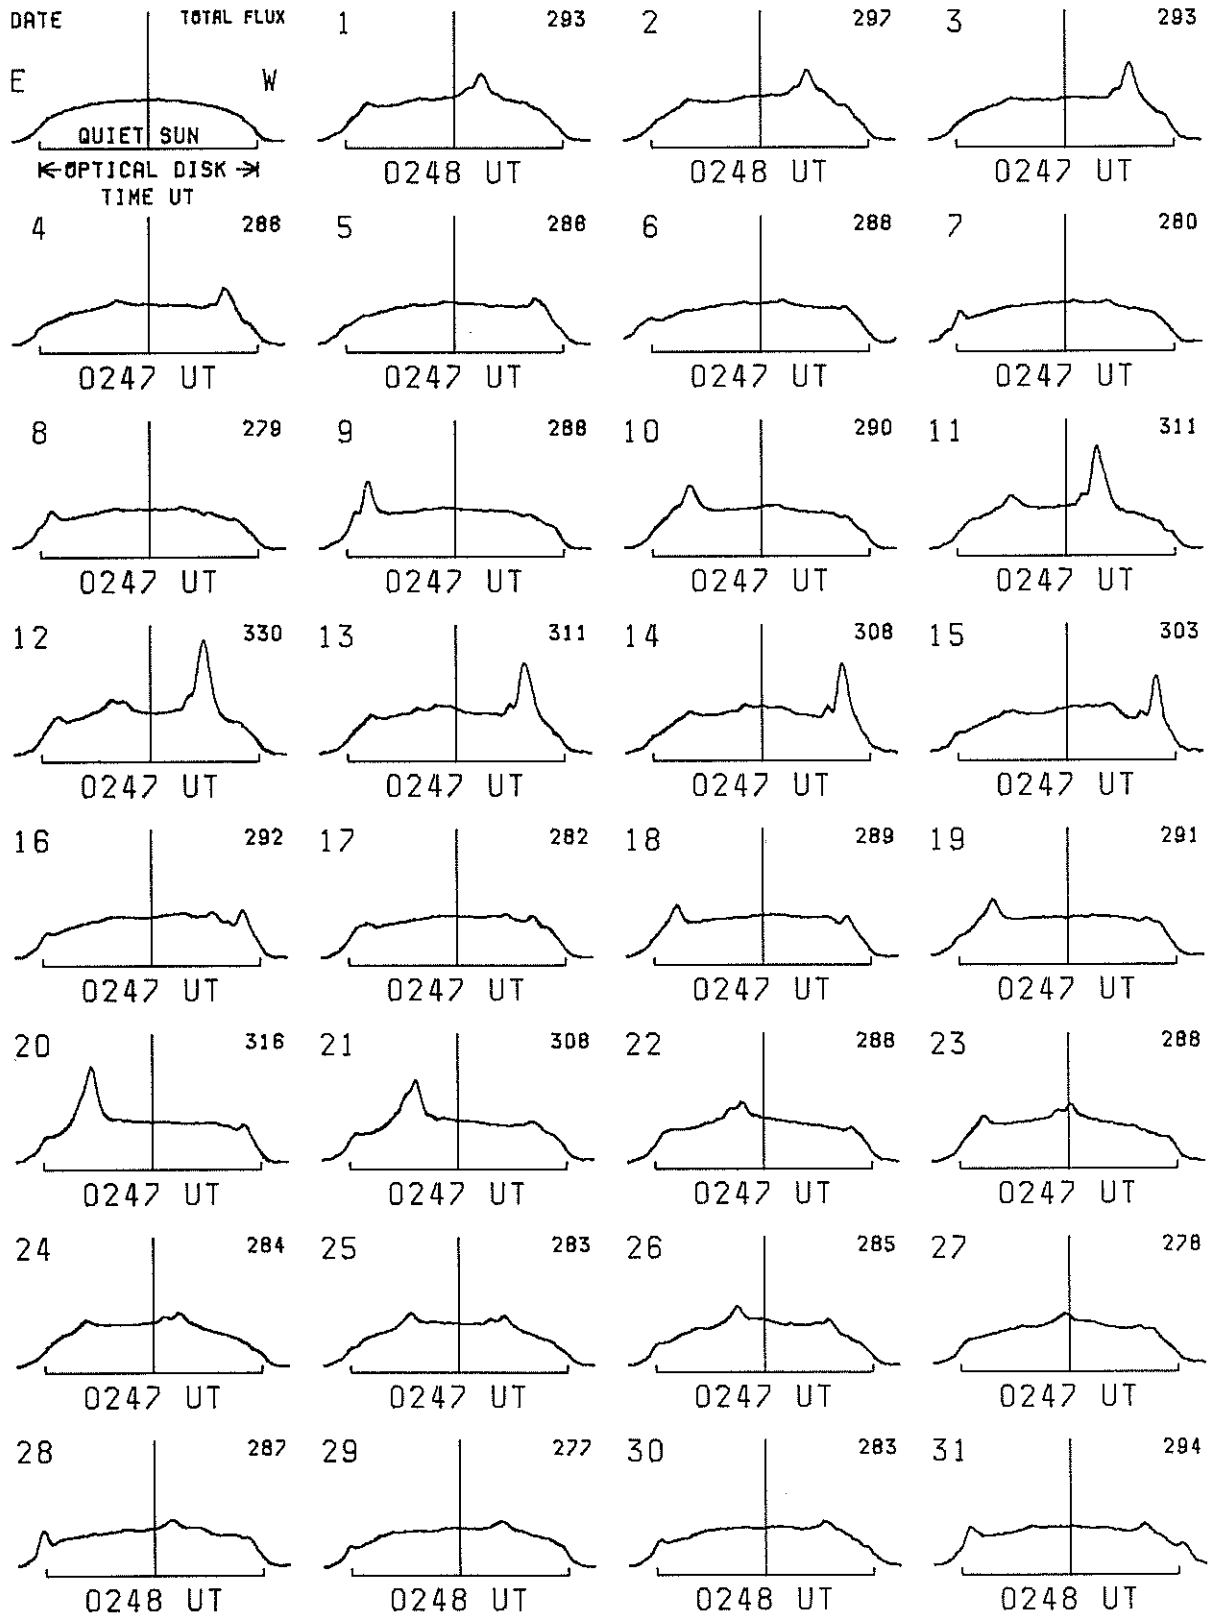 DATE TOTAL FLUX 1 293 2 297 3 293
E W
QUIET SUN
OPTICAL DISK 0248 UT 0248 UT 0247 UT
TIME UT
4 286 5 286 6 288 7 280
0247 UT 0247 UT 0247 UT 0247 UT
8 279 9 288 10 290 11 311
0247 UT 0247 UT 0247 UT 0247 UT
12 330 13 311 14 308 15 303
0247 UT 0247 UT 0247 UT 0247 UT
16 292 17 282 18 289 19 291
0247 UT 0247 UT 0247 UT 0247 UT
20 316 21 308 22 288 23 288
0247 UT 0247 UT 0247 UT 0247 UT
24 284 25 283 26 285 27 278
0247 UT 0247 UT 0247 UT 0247 UT
28 287 29 277 30 283 31 294
0248 UT 0248 UT 0248 UT 0248 UT